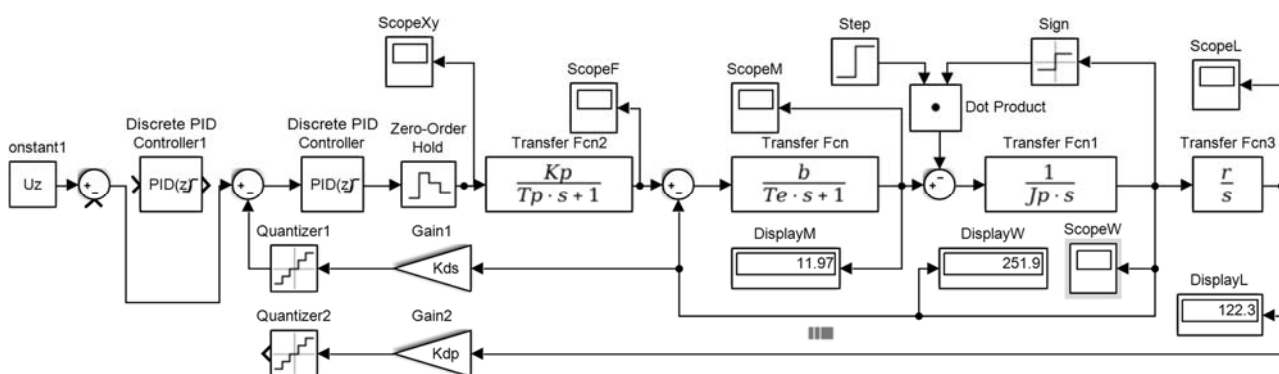 ScopeXy
Step
Sign
ScopeL
ScopeF
ScopeM
Dot Product
onstant1
Discrete PID
Controller1
Discrete PID
Controller
Zero-Order
Hold
Transfer Fcn2
Transfer Fcn
Transfer Fcn1
Transfer Fcn3
Uz
PID(z)
PID(z)
Kp
Tp · s + 1
b
Te · s + 1
1
Jp · s
r
s
Quantizer1
Gain1
Kds
DisplayM
11.97
DisplayW
251.9
ScopeW
DisplayL
122.3
Quantizer2
Gain2
Kdp